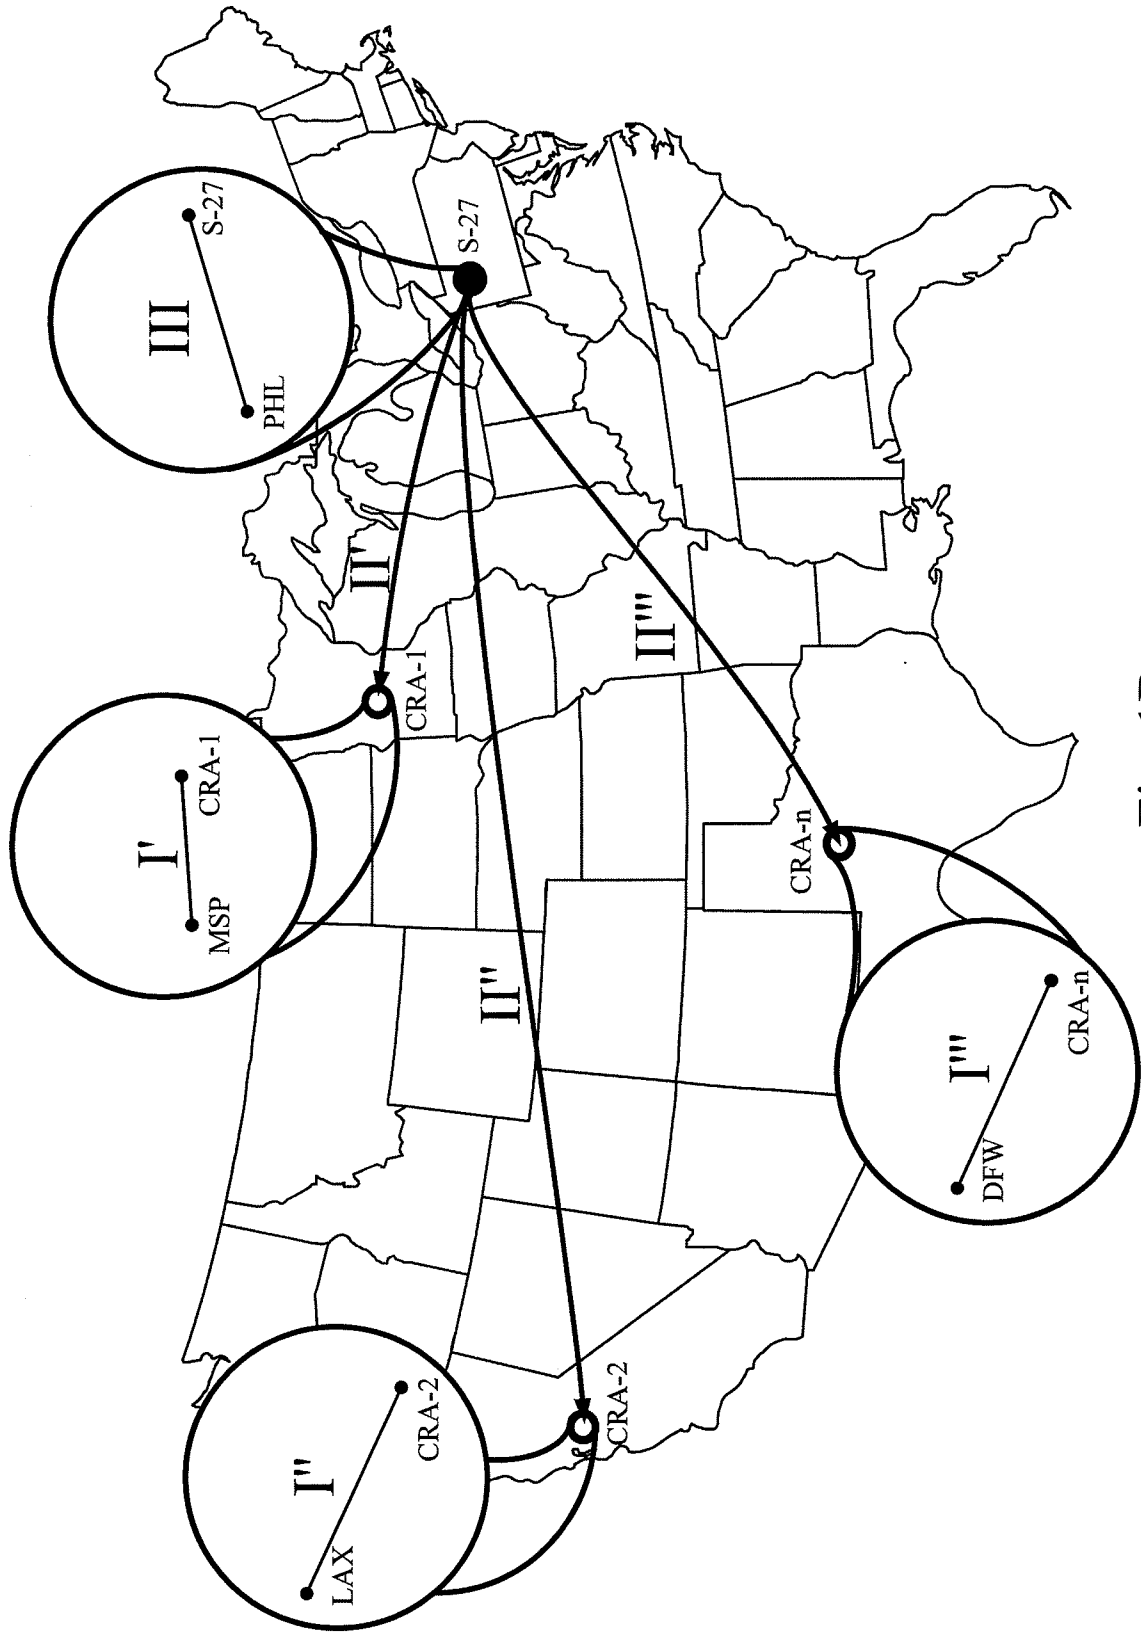 I'
MSP
CRA-1
III
S-27
PHL
I"
LAX
CRA-2
II'
CRA-1
S-27
II"
CRA-2
II'"
CRA-n
I'"
DFW
CRA-n